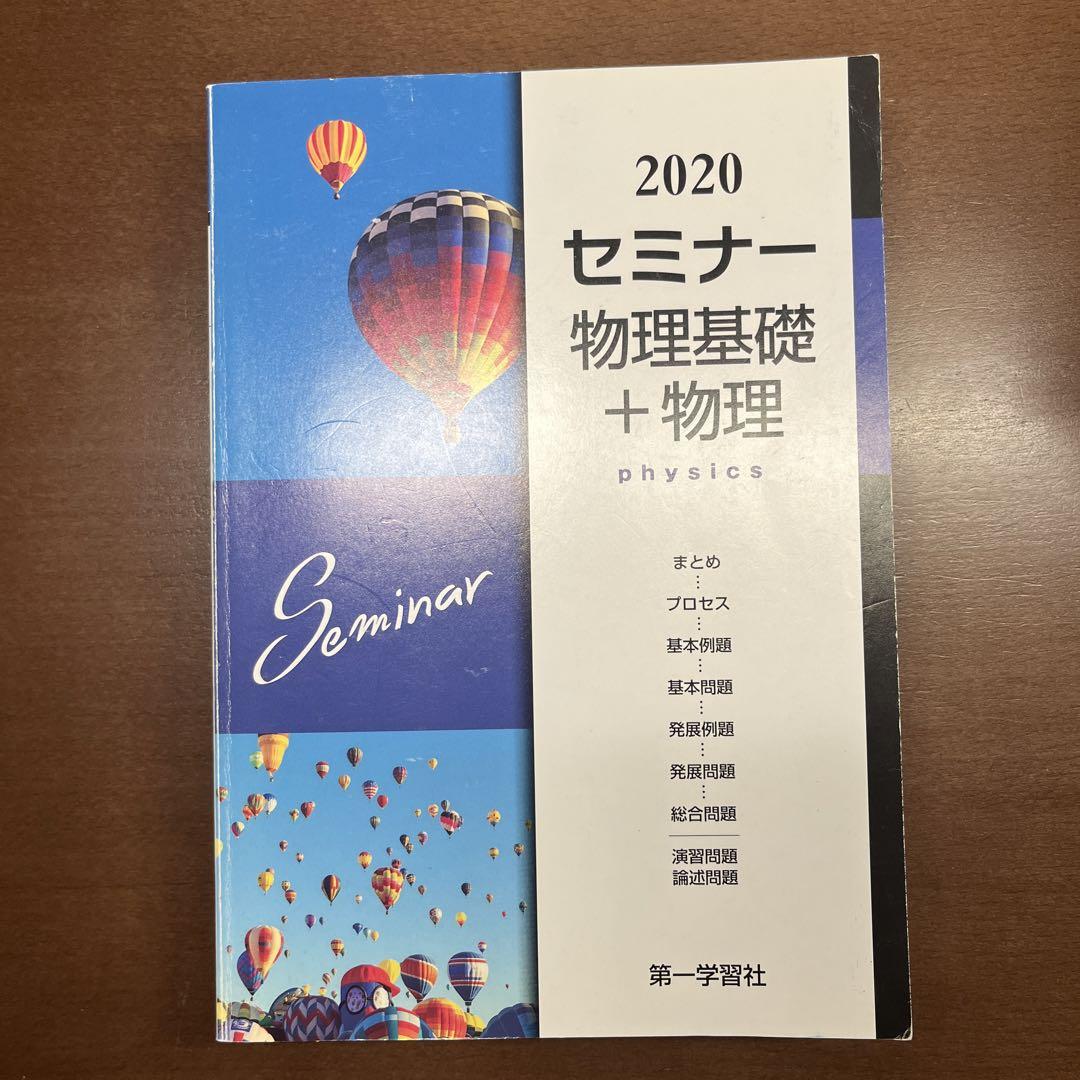 2020
セミナー
物理基礎
＋物理
physics
Seminar
まとめ
プロセス
基本例題
基本問題
発展例題
発展問題
総合問題
演習問題
論述問題
第一学習社